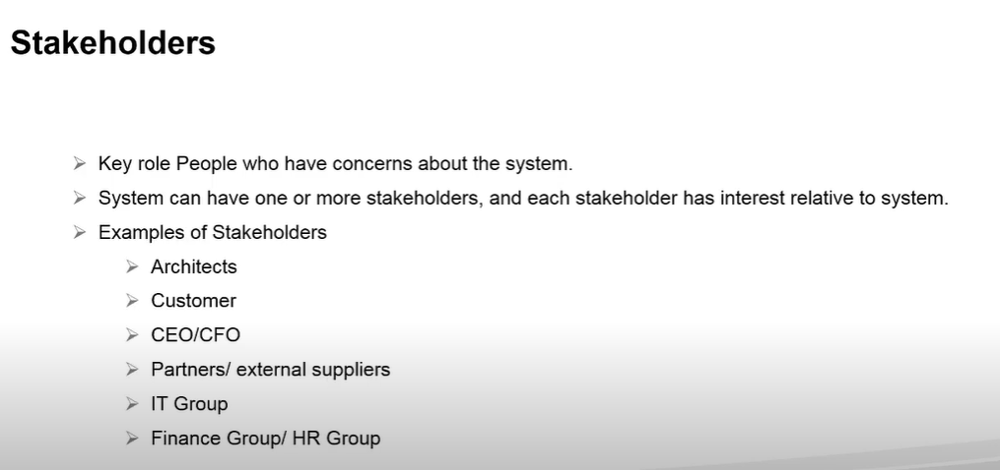 Stakeholders
Key role People who have concerns about the system.
System can have one or more stakeholders, and each stakeholder has interest relative to system.
Examples of Stakeholders
Architects
Customer
CEO/CFO
Partners/ external suppliers
IT Group
Finance Group/ HR Group